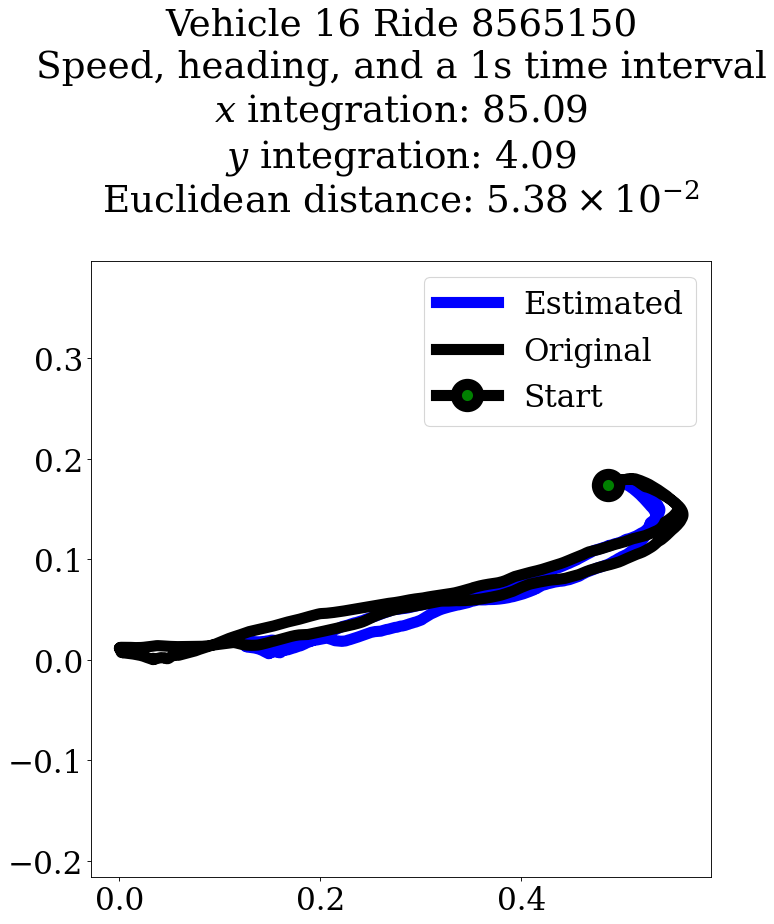 Vehicle 16 Ride 8565150
Speed, heading, and a 1s time interval
x integration: 85.09
y integration: 4.09
Euclidean distance: 5.38 × 10⁻²
Estimated
Original
Start
0.3
0.2
0.1
0.0
−0.1
−0.2
0.0 0.2 0.4